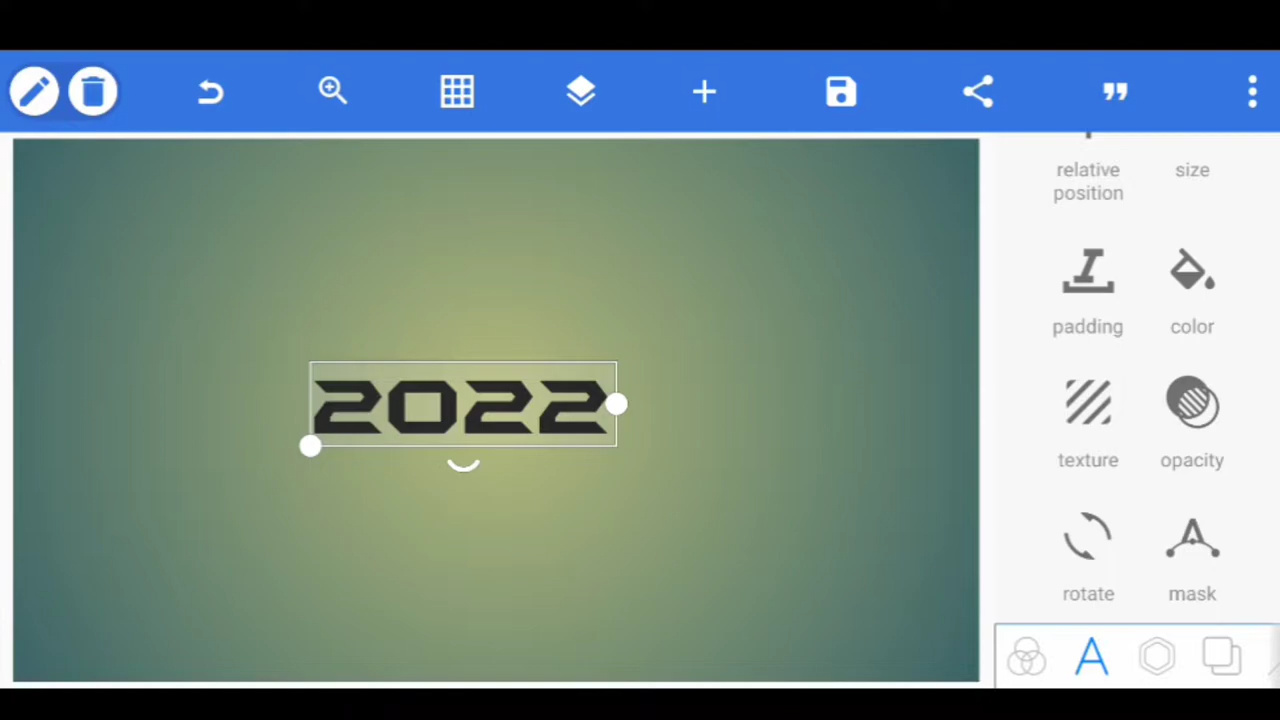 relative
position
size
2022
padding
color
texture
opacity
rotate
mask